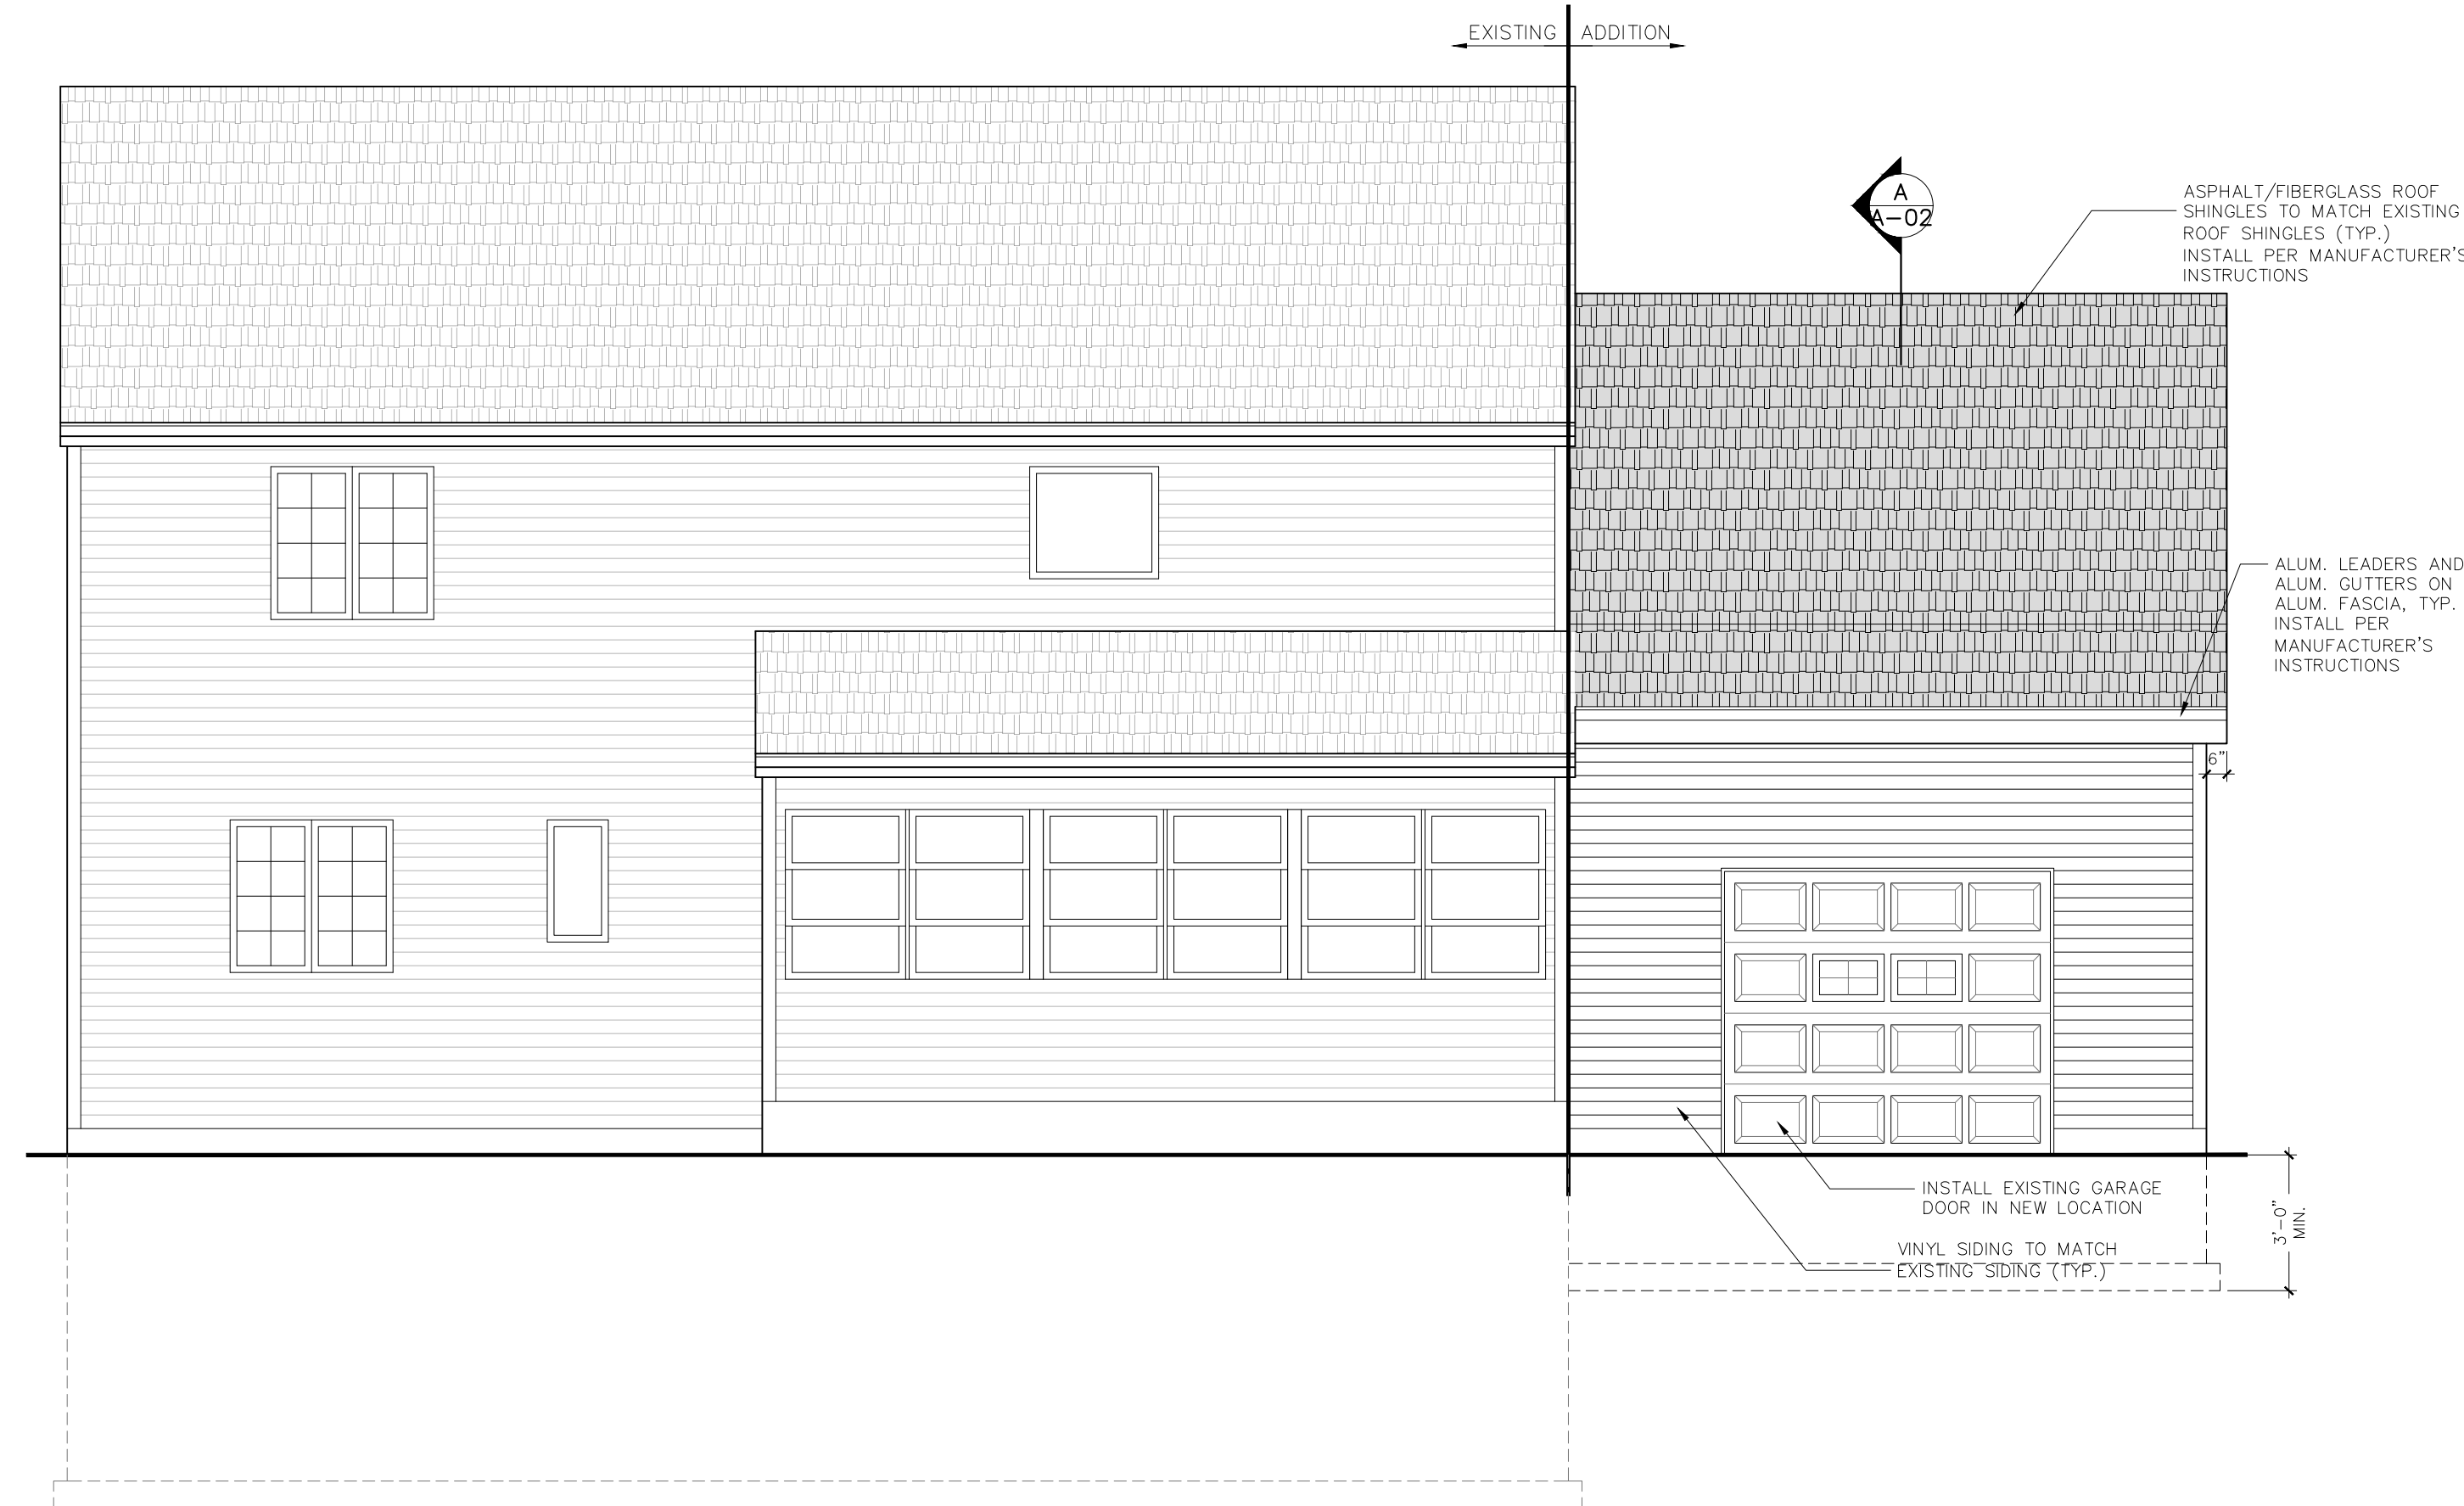 EXISTING
ADDITION
A
A-02
ASPHALT/FIBERGLASS ROOF
SHINGLES TO MATCH EXISTING
ROOF SHINGLES (TYP.)
INSTALL PER MANUFACTURER'S
INSTRUCTIONS
ALUM. LEADERS AND
ALUM. GUTTERS ON
ALUM. FASCIA, TYP.
INSTALL PER
MANUFACTURER'S
INSTRUCTIONS
6"
INSTALL EXISTING GARAGE
DOOR IN NEW LOCATION
VINYL SIDING TO MATCH
EXISTING SIDING (TYP.)
3'-0"
MIN.